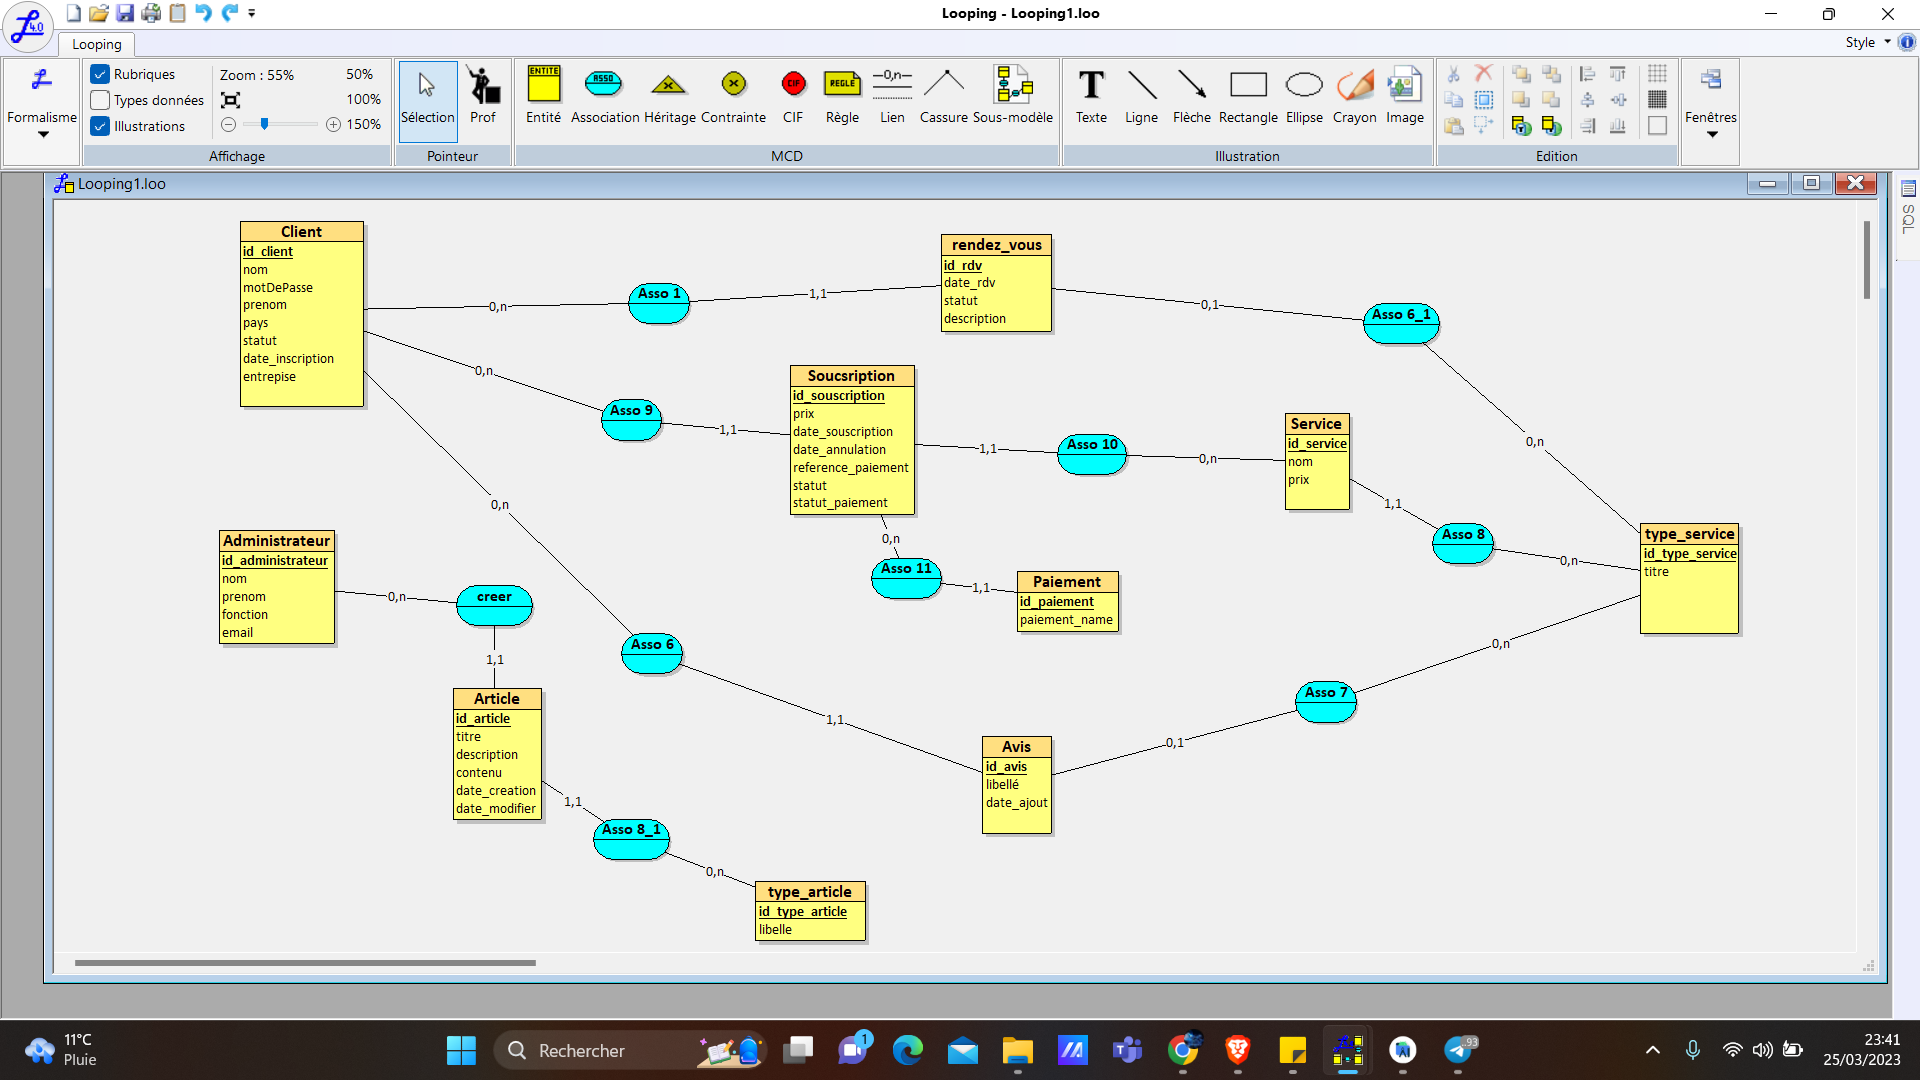 Looping - Looping1.loo
4.0
Looping
Style
Formalisme
Rubriques
Types données
Illustrations
Zoom : 55%
50%
100%
150%
Affichage
Sélection
Prof
Pointeur
ENTITÉ
Entité
ASSO
Association
Héritage
Contrainte
CIF
CIF
REGLE
Règle
0,n
Lien
Cassure
Sous-modèle
MCD
T
Texte
Ligne
Flèche
Rectangle
Ellipse
Crayon
Image
Illustration
Edition
Fenêtres
Looping1.loo
SQL
Client
id_client
nom
motDePasse
prenom
pays
statut
date_inscription
entrepise
0,n
Asso 1
1,1
rendez_vous
id_rdv
date_rdv
statut
description
0,1
Asso 6_1
0,n
0,n
Asso 9
1,1
Soucsription
id_souscription
prix
date_souscription
date_annulation
reference_paiement
statut
statut_paiement
1,1
Asso 10
0,n
Service
id_service
nom
prix
1,1
Asso 8
0,n
type_service
id_type_service
titre
0,n
Asso 11
1,1
Paiement
id_paiement
paiement_name
0,n
Administrateur
id_administrateur
nom
prenom
fonction
email
0,n
creer
1,1
Asso 6
1,1
0,n
Asso 7
0,1
Avis
id_avis
libellé
date_ajout
Article
id_article
titre
description
contenu
date_creation
date_modifier
1,1
Asso 8_1
0,n
type_article
id_type_article
libelle
11°C
Pluie
Rechercher
1
93
23:41
25/03/2023